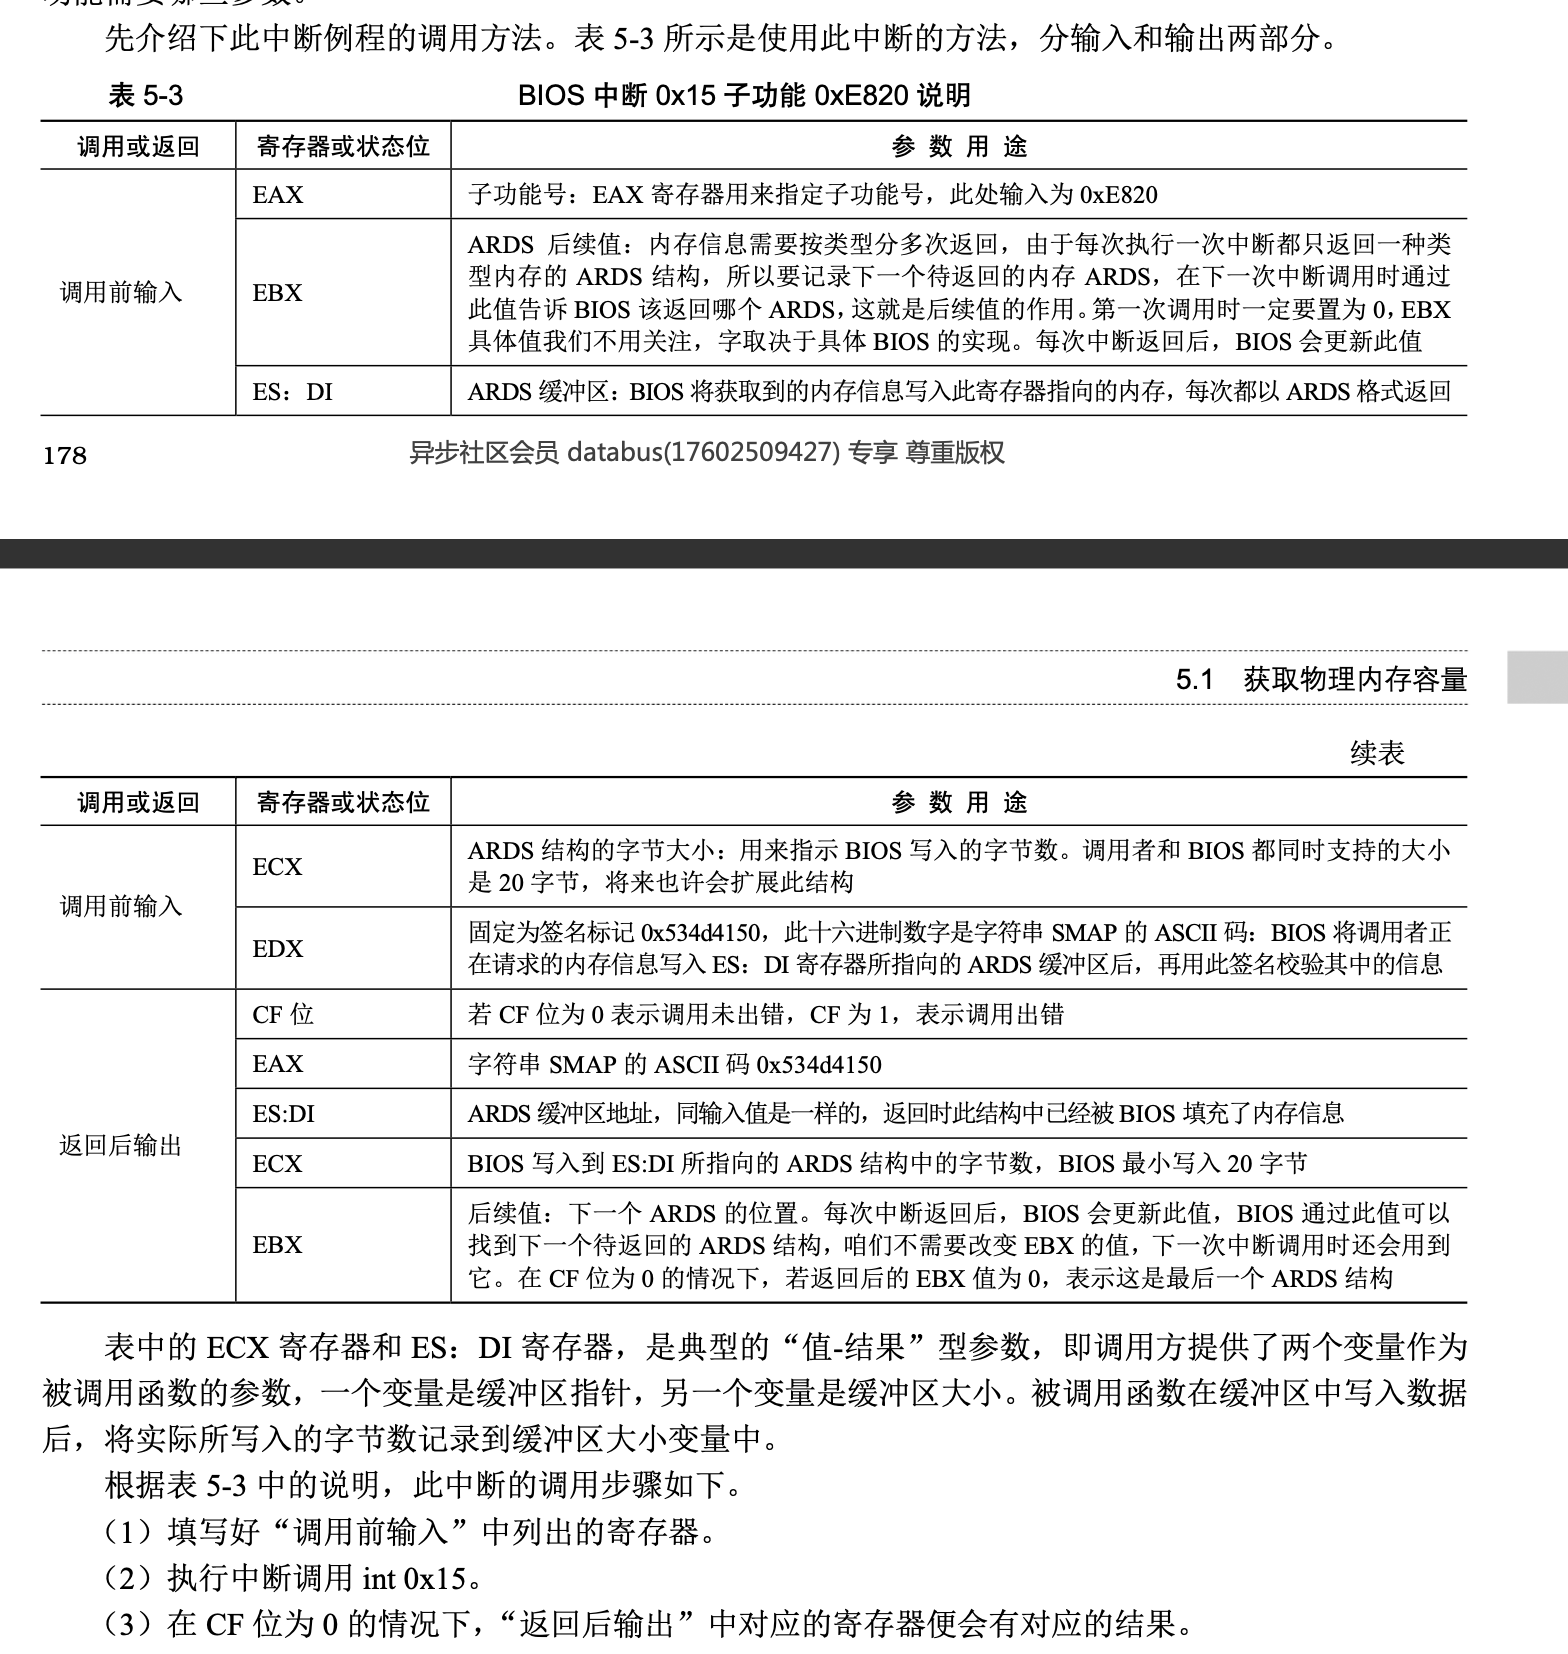 先介绍下此中断例程的调用方法。表 5-3 所示是使用此中断的方法，分输入和输出两部分。
表 5-3 BIOS 中断 0x15 子功能 0xE820 说明
调用或返回 寄存器或状态位 参 数 用 途
调用前输入
EAX 子功能号：EAX 寄存器用来指定子功能号，此处输入为 0xE820
EBX
ARDS 后续值：内存信息需要按类型分多次返回，由于每次执行一次中断都只返回一种类
型内存的 ARDS 结构，所以要记录下一个待返回的内存 ARDS，在下一次中断调用时通过
此值告诉 BIOS 该返回哪个 ARDS，这就是后续值的作用。第一次调用时一定要置为 0，EBX
具体值我们不用关注，字取决于具体 BIOS 的实现。每次中断返回后，BIOS 会更新此值
ES：DI ARDS 缓冲区：BIOS 将获取到的内存信息写入此寄存器指向的内存，每次都以 ARDS 格式返回
178 异步社区会员 databus(17602509427) 专享 尊重版权
5.1 获取物理内存容量
续表
调用或返回 寄存器或状态位 参 数 用 途
调用前输入
ECX
ARDS 结构的字节大小：用来指示 BIOS 写入的字节数。调用者和 BIOS 都同时支持的大小
是 20 字节，将来也许会扩展此结构
EDX
固定为签名标记 0x534d4150，此十六进制数字是字符串 SMAP 的 ASCII 码：BIOS 将调用者正
在请求的内存信息写入 ES：DI 寄存器所指向的 ARDS 缓冲区后，再用此签名校验其中的信息
返回后输出
CF 位 若 CF 位为 0 表示调用未出错，CF 为 1，表示调用出错
EAX 字符串 SMAP 的 ASCII 码 0x534d4150
ES:DI ARDS 缓冲区地址，同输入值是一样的，返回时此结构中已经被 BIOS 填充了内存信息
ECX BIOS 写入到 ES:DI 所指向的 ARDS 结构中的字节数，BIOS 最小写入 20 字节
EBX
后续值：下一个 ARDS 的位置。每次中断返回后，BIOS 会更新此值，BIOS 通过此值可以
找到下一个待返回的 ARDS 结构，咱们不需要改变 EBX 的值，下一次中断调用时还会用到
它。在 CF 位为 0 的情况下，若返回后的 EBX 值为 0，表示这是最后一个 ARDS 结构
表中的 ECX 寄存器和 ES：DI 寄存器，是典型的“值-结果”型参数，即调用方提供了两个变量作为
被调用函数的参数，一个变量是缓冲区指针，另一个变量是缓冲区大小。被调用函数在缓冲区中写入数据
后，将实际所写入的字节数记录到缓冲区大小变量中。
根据表 5-3 中的说明，此中断的调用步骤如下。
（1）填写好“调用前输入”中列出的寄存器。
（2）执行中断调用 int 0x15。
（3）在 CF 位为 0 的情况下，“返回后输出”中对应的寄存器便会有对应的结果。